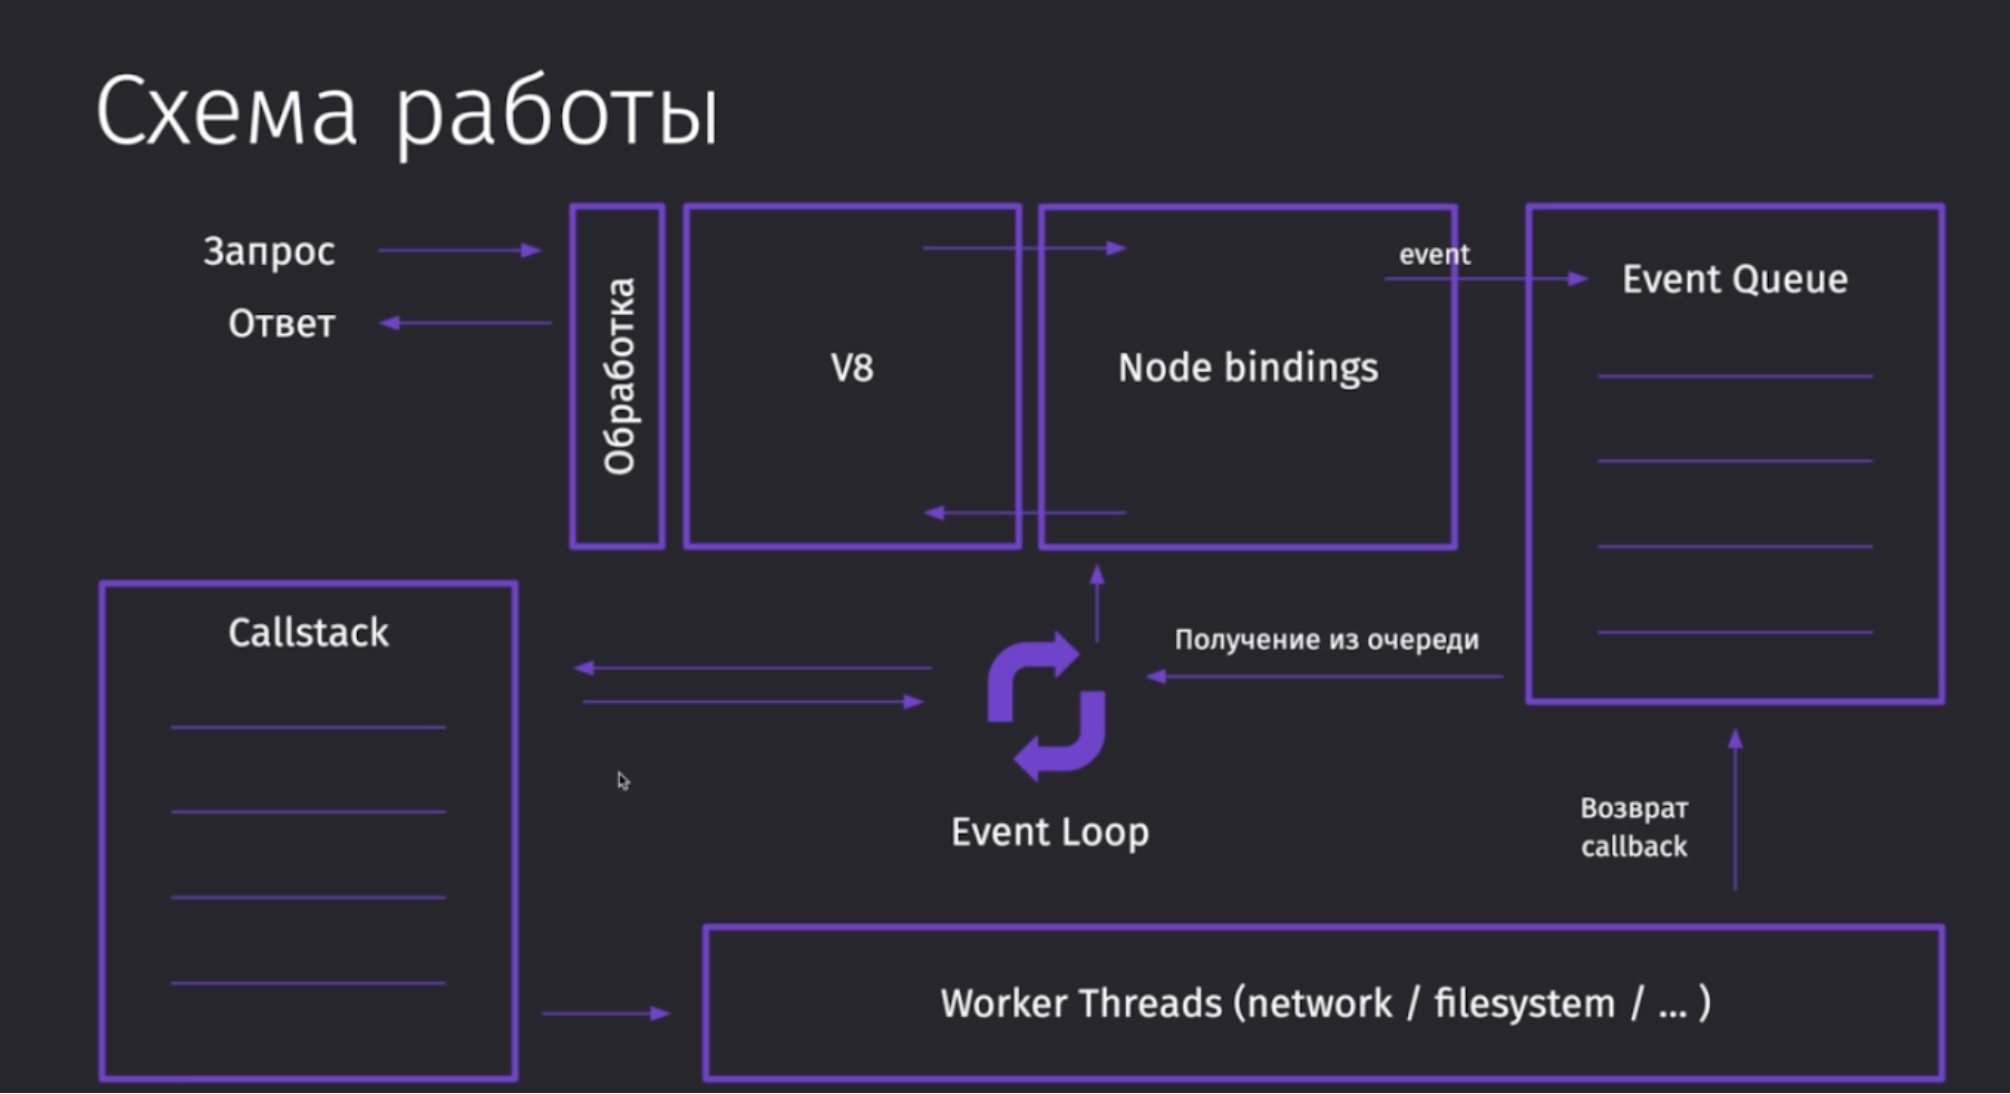 Схема работы
Запрос
Ответ
Обработка
V8
Node bindings
event
Event Queue
Callstack
Получение из очереди
Event Loop
Возврат
callback
Worker Threads (network / filesystem / ... )